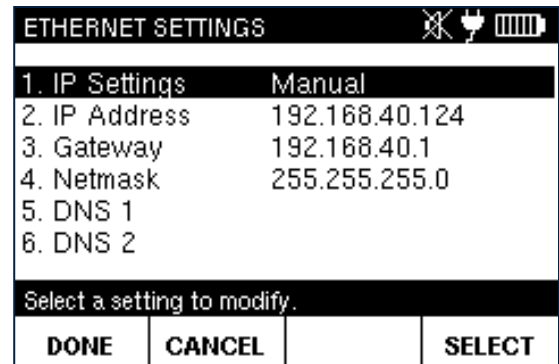 ETHERNET SETTINGS
1. IP Settings Manual
2. IP Address 192.168.40.124
3. Gateway 192.168.40.1
4. Netmask 255.255.255.0
5. DNS 1
6. DNS 2
Select a setting to modify.
DONE CANCEL SELECT